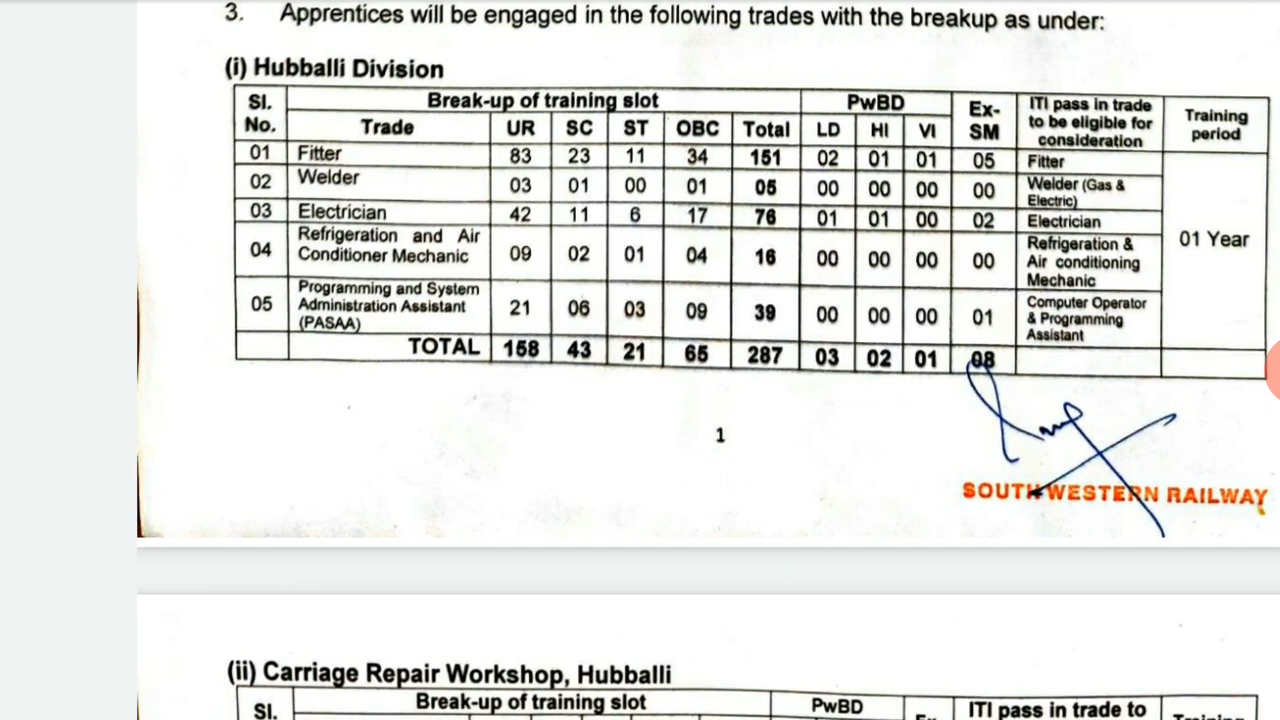 3. Apprentices will be engaged in the following trades with the breakup as under:
(i) Hubballi Division
Sl. No. Trade Break-up of training slot PwBD Ex-SM ITI pass in trade to be eligible for consideration Training period
UR SC ST OBC Total LD HI VI
01 Fitter 83 23 11 34 151 02 01 01 05 Fitter
02 Welder 03 01 00 01 05 00 00 00 00 Welder (Gas & Electric)
03 Electrician 42 11 6 17 76 01 01 00 02 Electrician
01 Year
04 Refrigeration and Air Conditioner Mechanic 09 02 01 04 16 00 00 00 00 Refrigeration & Air conditioning Mechanic
05 Programming and System Administration Assistant (PASAA) 21 06 03 09 39 00 00 00 01 Computer Operator & Programming Assistant
TOTAL 158 43 21 65 287 03 02 01 08
1
SOUTH WESTERN RAILWAY
(ii) Carriage Repair Workshop, Hubballi
Sl. Break-up of training slot PwBD ITI pass in trade to